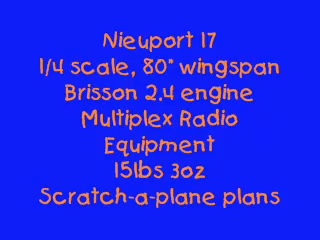 Nieuport 17
1/4 scale, 80" wingspan
Brisson 2.4 engine
Multiplex Radio
Equipment
15lbs 3oz
Scratch-a-plane plans